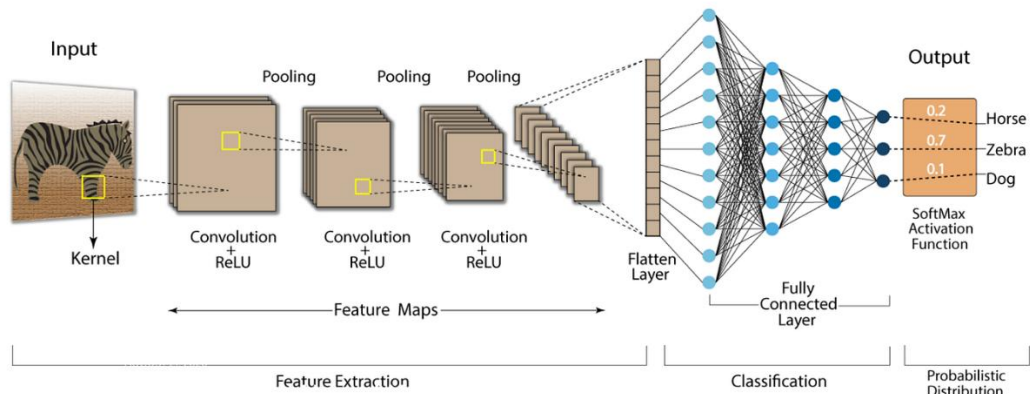 Input
Kernel
Pooling
Pooling
Pooling
Convolution
+
ReLU
Convolution
+
ReLU
Convolution
+
ReLU
Feature Maps
Flatten
Layer
Fully
Connected
Layer
Output
0.2
0.7
0.1
Horse
Zebra
Dog
SoftMax
Activation
Function
Feature Extraction
Classification
Probabilistic
Distribution